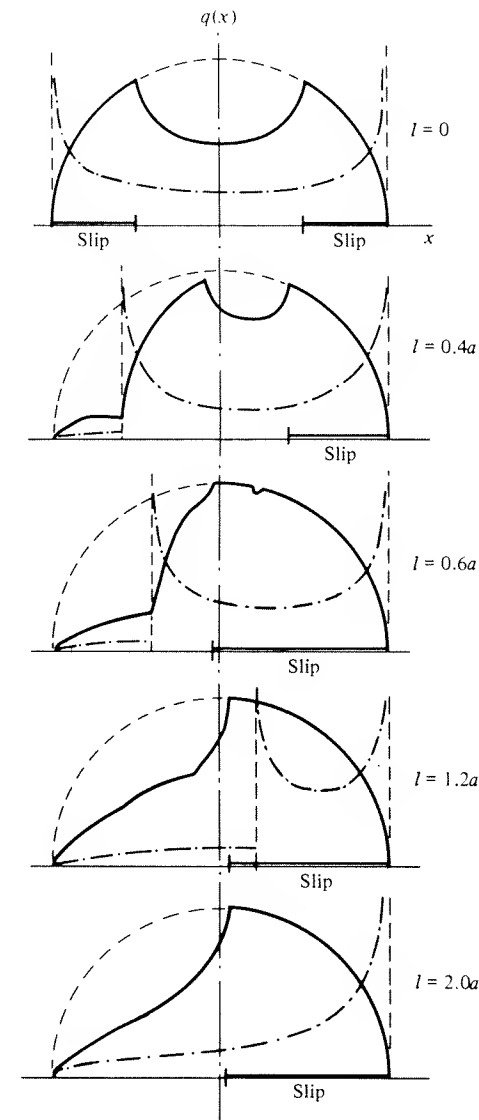 q(x)
l = 0
Slip Slip x
l = 0.4a
Slip
l = 0.6a
Slip
l = 1.2a
Slip
l = 2.0a
Slip